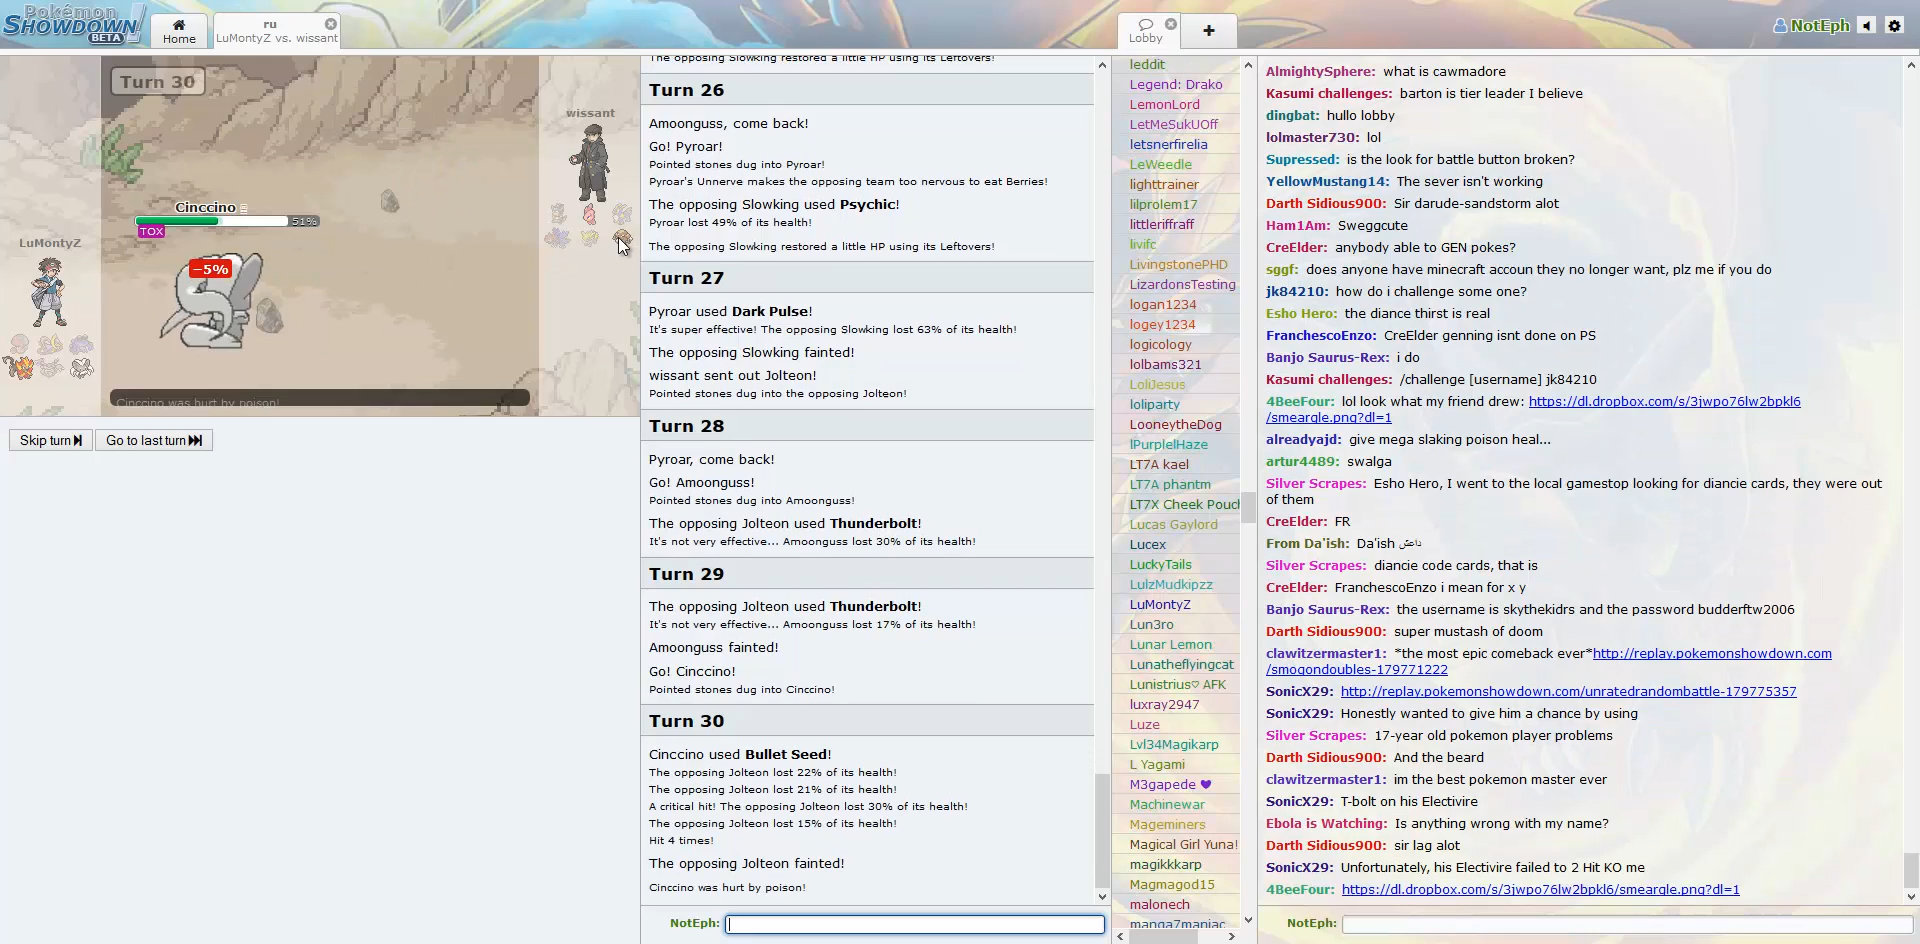 Pokémon
SHOWDOWN!
BETA
Home
ru
LuMontyZ vs. wissant
Lobby
+
NotEph
Turn 30
wissant
Cinccino
51%
TOX
LuMontyZ
−5%
Cinccino was hurt by poison!
Skip turn
Go to last turn
The opposing Slowking restored a little HP using its Leftovers!
Turn 26
Amoonguss, come back!
Go! Pyroar!
Pointed stones dug into Pyroar!
Pyroar's Unnerve makes the opposing team too nervous to eat Berries!
The opposing Slowking used Psychic!
Pyroar lost 49% of its health!
The opposing Slowking restored a little HP using its Leftovers!
Turn 27
Pyroar used Dark Pulse!
It's super effective! The opposing Slowking lost 63% of its health!
The opposing Slowking fainted!
wissant sent out Jolteon!
Pointed stones dug into the opposing Jolteon!
Turn 28
Pyroar, come back!
Go! Amoonguss!
Pointed stones dug into Amoonguss!
The opposing Jolteon used Thunderbolt!
It's not very effective... Amoonguss lost 30% of its health!
Turn 29
The opposing Jolteon used Thunderbolt!
It's not very effective... Amoonguss lost 17% of its health!
Amoonguss fainted!
Go! Cinccino!
Pointed stones dug into Cinccino!
Turn 30
Cinccino used Bullet Seed!
The opposing Jolteon lost 22% of its health!
The opposing Jolteon lost 21% of its health!
A critical hit! The opposing Jolteon lost 30% of its health!
The opposing Jolteon lost 15% of its health!
Hit 4 times!
The opposing Jolteon fainted!
Cinccino was hurt by poison!
NotEph:
leddit
Legend: Drako
LemonLord
LetMeSukUOff
letsnerfirelia
LeWeedle
lighttrainer
lilprolem17
littleriffraff
livifc
LivingstonePHD
LizardonsTesting
logan1234
logey1234
logicology
lolbams321
LoliJesus
loliparty
LooneytheDog
lPurplelHaze
LT7A kael
LT7A phantm
LT7X Cheek Pouch
Lucas Gaylord
Lucex
LuckyTails
LulzMudkipzz
LuMontyZ
Lun3ro
Lunar Lemon
Lunatheflyingcat
Lunistrius♡ AFK
luxray2947
Luze
Lvl34Magikarp
L Yagami
M3gapede ♥
Machinewar
Mageminers
Magical Girl Yuna!
magikkkarp
Magmagod15
malonech
manga7maniac
AlmightySphere: what is cawmadore
Kasumi challenges: barton is tier leader I believe
dingbat: hullo lobby
lolmaster730: lol
Supressed: is the look for battle button broken?
YellowMustang14: The sever isn't working
Darth Sidious900: Sir darude-sandstorm alot
Ham1Am: Sweggcute
CreElder: anybody able to GEN pokes?
sggf: does anyone have minecraft accoun they no longer want, plz me if you do
jk84210: how do i challenge some one?
Esho Hero: the diance thirst is real
FranchescoEnzo: CreElder genning isnt done on PS
Banjo Saurus-Rex: i do
Kasumi challenges: /challenge [username] jk84210
4BeeFour: lol look what my friend drew: https://dl.dropbox.com/s/3jwpo76lw2bpkl6
/smeargle.png?dl=1
alreadyajd: give mega slaking poison heal...
artur4489: swalga
Silver Scrapes: Esho Hero, I went to the local gamestop looking for diancie cards, they were out
of them
CreElder: FR
From Da'ish: Da'ish داعش
Silver Scrapes: diancie code cards, that is
CreElder: FranchescoEnzo i mean for x y
Banjo Saurus-Rex: the username is skythekidrs and the password budderftw2006
Darth Sidious900: super mustash of doom
clawitzermaster1: *the most epic comeback ever*http://replay.pokemonshowdown.com
/smogondoubles-179771222
SonicX29: http://replay.pokemonshowdown.com/unratedrandombattle-179775357
SonicX29: Honestly wanted to give him a chance by using
Silver Scrapes: 17-year old pokemon player problems
Darth Sidious900: And the beard
clawitzermaster1: im the best pokemon master ever
SonicX29: T-bolt on his Electivire
Ebola is Watching: Is anything wrong with my name?
Darth Sidious900: sir lag alot
SonicX29: Unfortunately, his Electivire failed to 2 Hit KO me
4BeeFour: https://dl.dropbox.com/s/3jwpo76lw2bpkl6/smeargle.png?dl=1
NotEph: